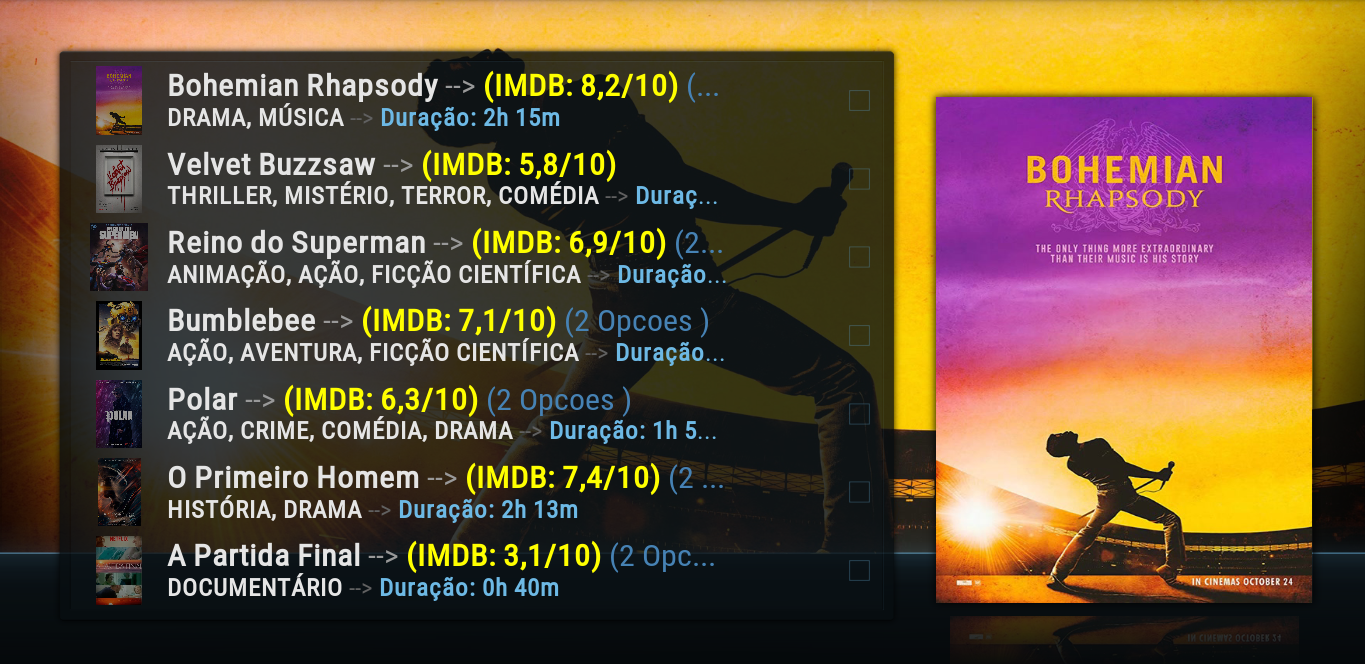 Bohemian Rhapsody --> (IMDB: 8,2/10) (...
DRAMA, MÚSICA --> Duração: 2h 15m
Velvet Buzzsaw --> (IMDB: 5,8/10)
THRILLER, MISTÉRIO, TERROR, COMÉDIA --> Duraç...
Reino do Superman --> (IMDB: 6,9/10) (2...
ANIMAÇÃO, AÇÃO, FICÇÃO CIENTÍFICA --> Duração...
Bumblebee --> (IMDB: 7,1/10) (2 Opcoes )
AÇÃO, AVENTURA, FICÇÃO CIENTÍFICA --> Duração...
Polar --> (IMDB: 6,3/10) (2 Opcoes )
AÇÃO, CRIME, COMÉDIA, DRAMA --> Duração: 1h 5...
O Primeiro Homem --> (IMDB: 7,4/10) (2 ...
HISTÓRIA, DRAMA --> Duração: 2h 13m
A Partida Final --> (IMDB: 3,1/10) (2 Opc...
DOCUMENTÁRIO --> Duração: 0h 40m
BOHEMIAN
RHAPSODY
THE ONLY THING MORE EXTRAORDINARY
THAN THEIR MUSIC IS HIS STORY
IN CINEMAS OCTOBER 24